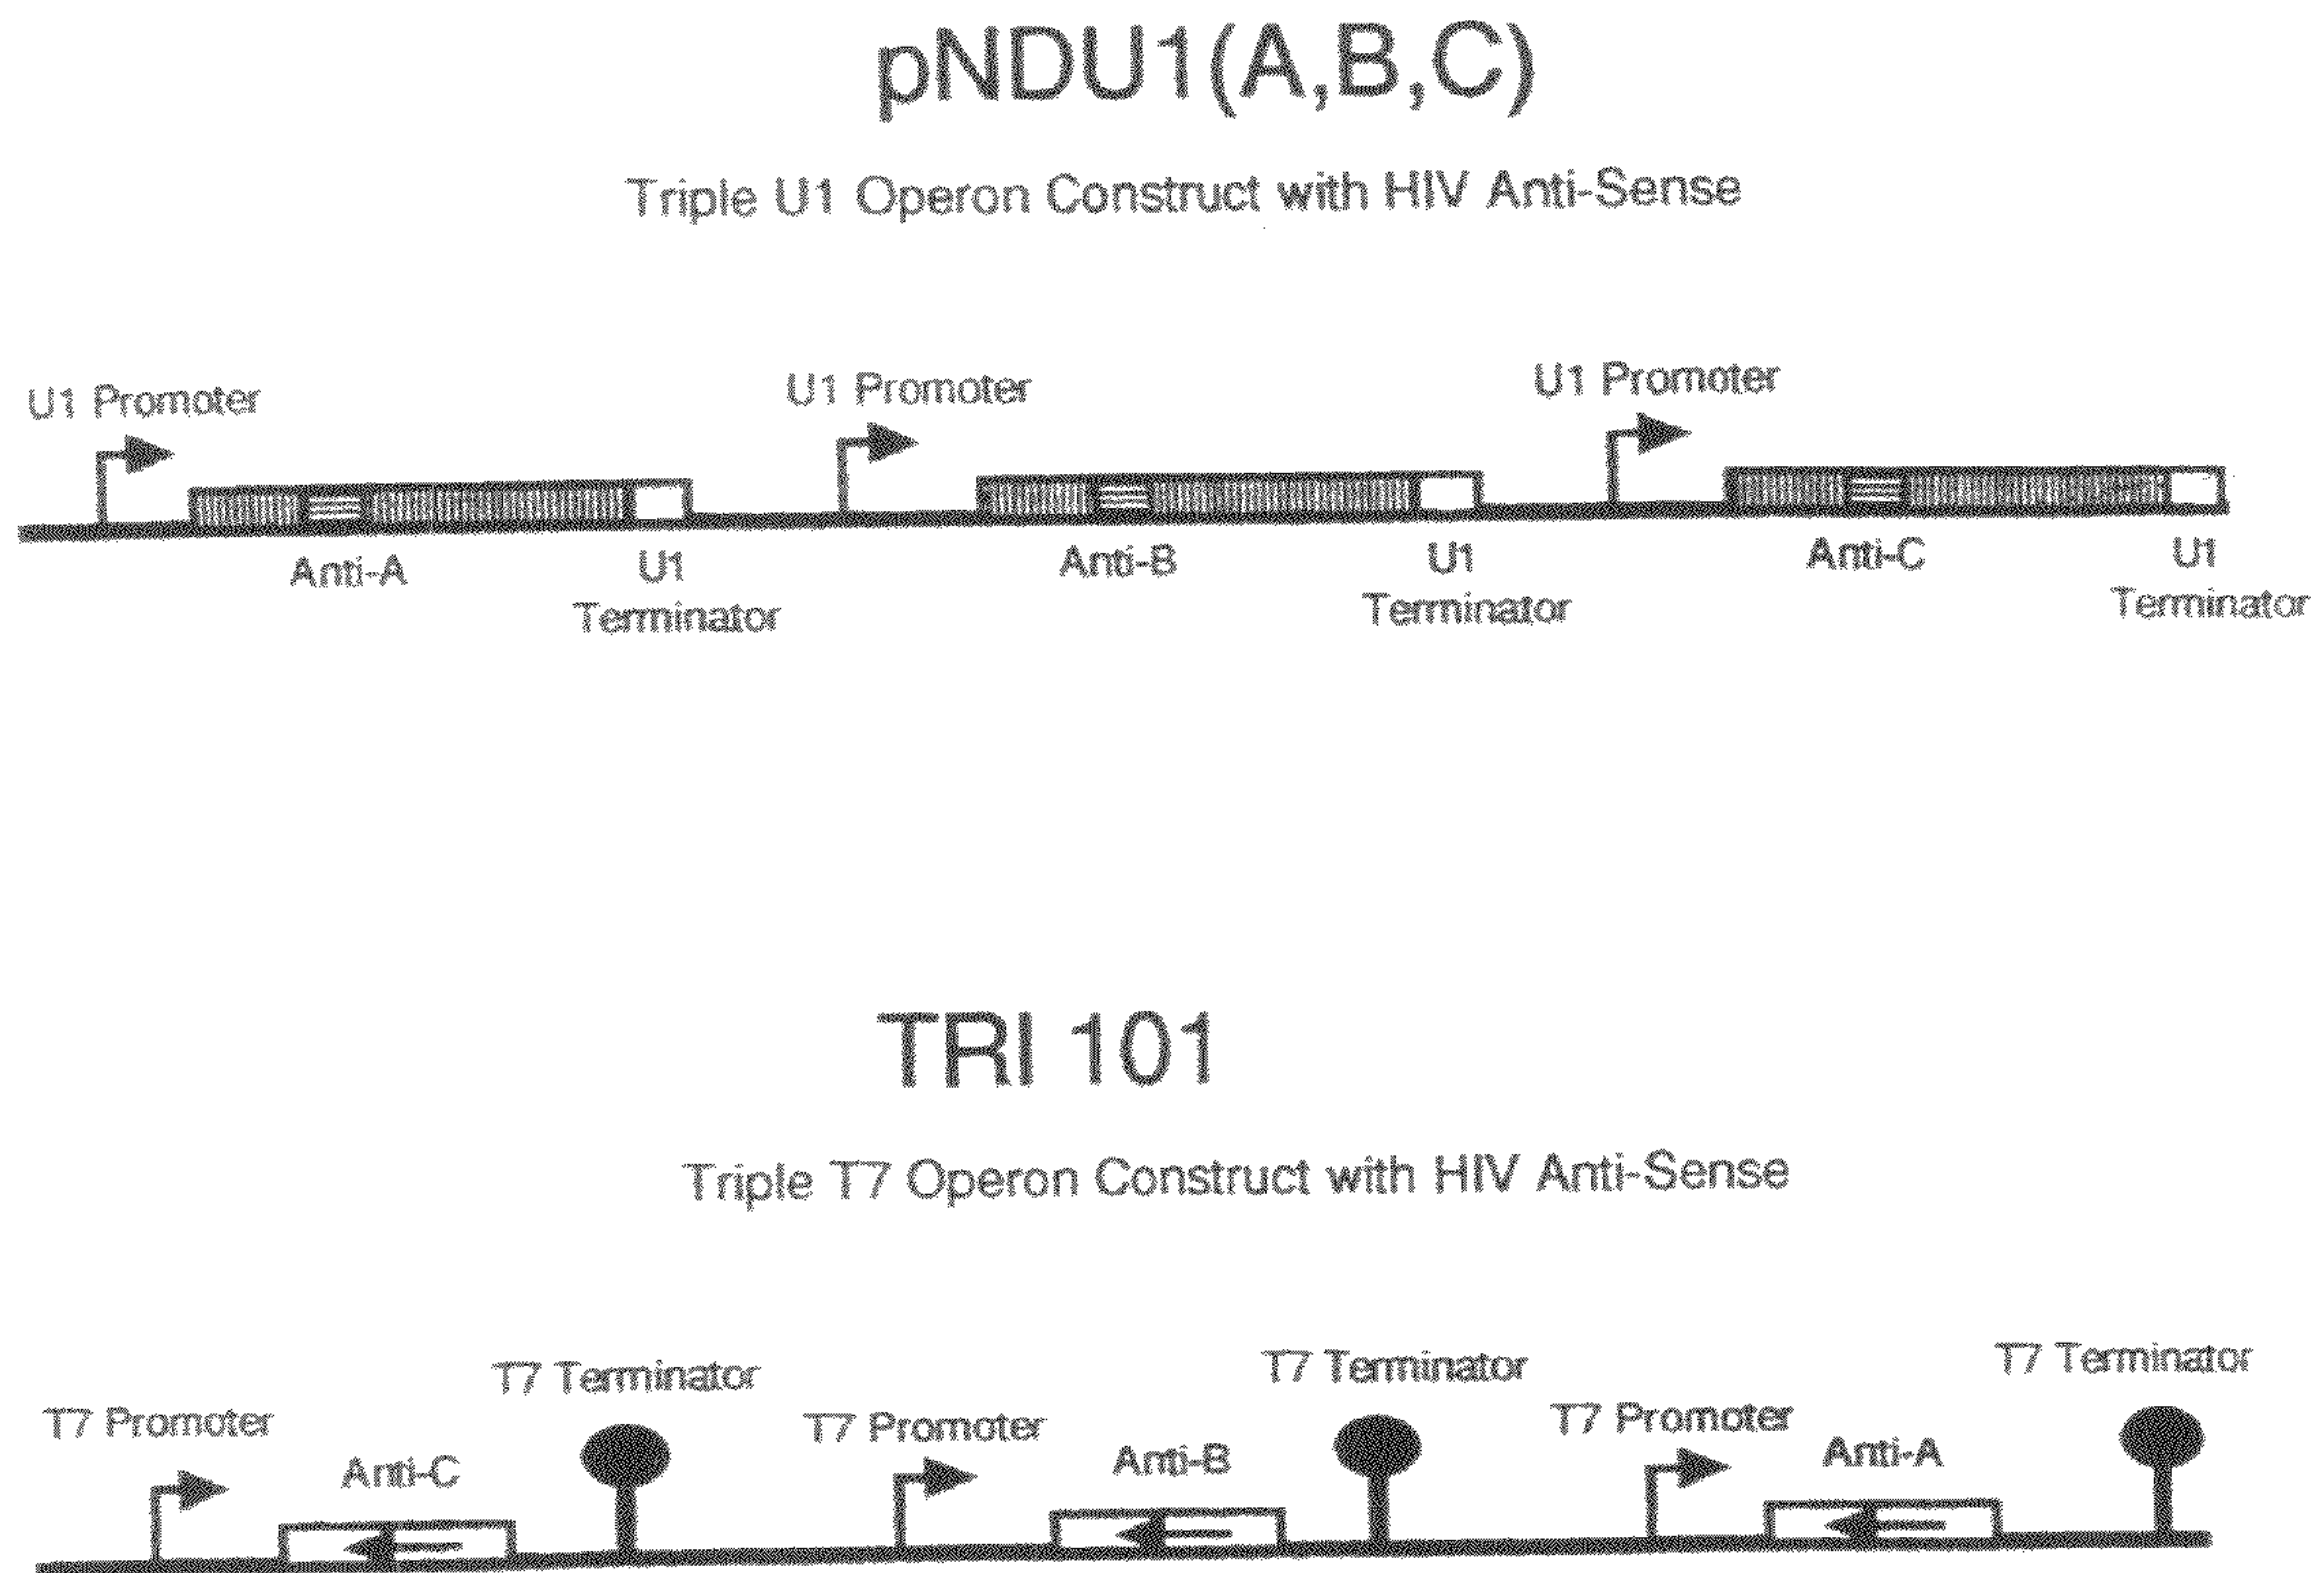 pNDU1(A,B,C)
Triple U1 Operon Construct with HIV Anti-Sense
U1 Promoter
U1 Promoter
U1 Promoter
Anti-A
U1
Terminator
Anti-B
U1
Terminator
Anti-C
U1
Terminator
TRI 101
Triple T7 Operon Construct with HIV Anti-Sense
T7 Promoter
Anti-C
T7 Terminator
T7 Promoter
Anti-B
T7 Terminator
T7 Promoter
Anti-A
T7 Terminator